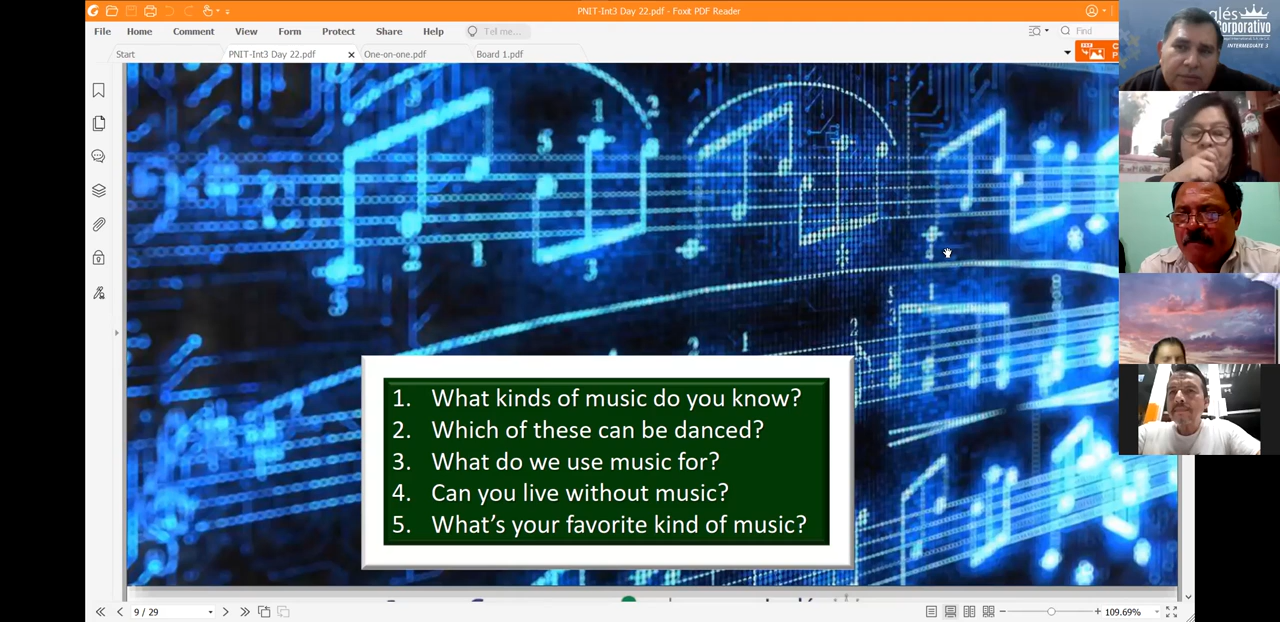 PNIT-Int3 Day 22.pdf - Foxit PDF Reader
File Home Comment View Form Protect Share Help Tell me... Find
Start PNIT-Int3 Day 22.pdf One-on-one.pdf Board 1.pdf
glés
Corporativo
INTERMEDIATE 3
1. What kinds of music do you know?
2. Which of these can be danced?
3. What do we use music for?
4. Can you live without music?
5. What's your favorite kind of music?
9 / 29
109.69%